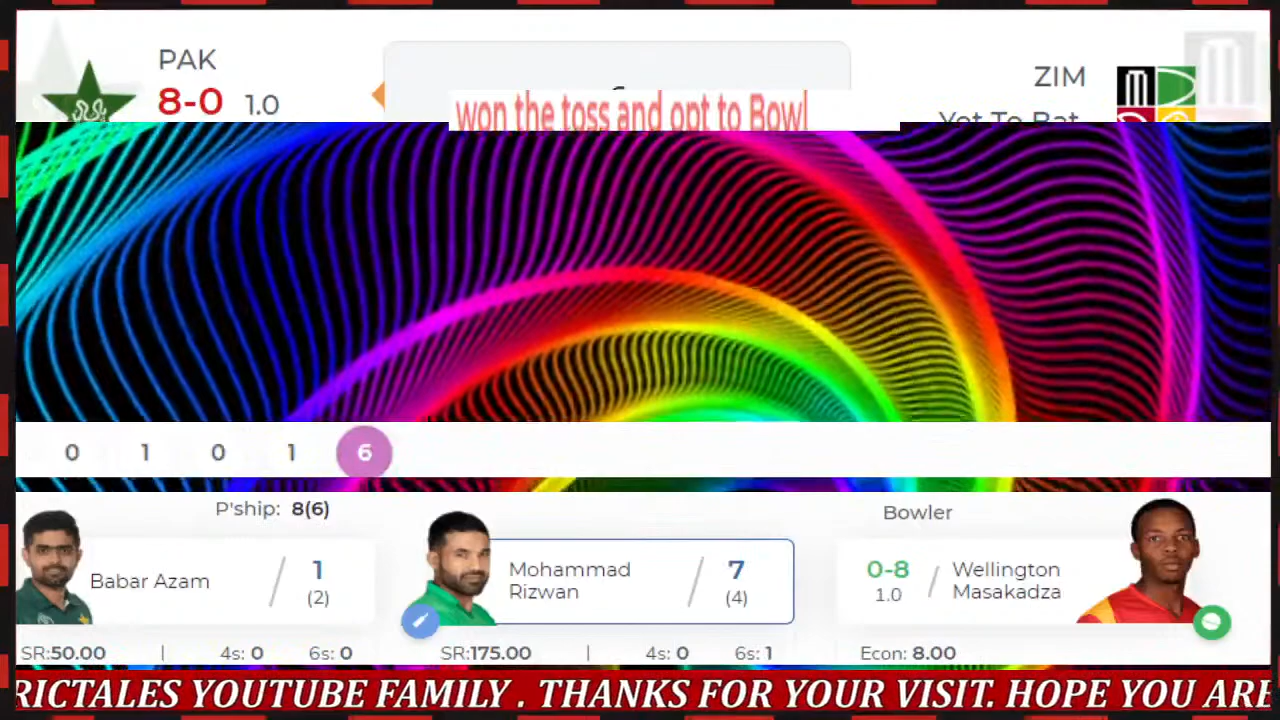 PAK
8-0 1.0
won the toss and opt to Bowl
ZIM
Yet To Bat
0 1 0 1 6
P'ship: 8(6)
Babar Azam
1
(2)
SR:50.00 | 4s: 0 6s: 0
Mohammad
Rizwan
7
(4)
SR:175.00 | 4s: 0 6s: 1
Bowler
0-8
1.0
Wellington
Masakadza
Econ: 8.00
RICTALES YOUTUBE FAMILY . THANKS FOR YOUR VISIT. HOPE YOU ARE